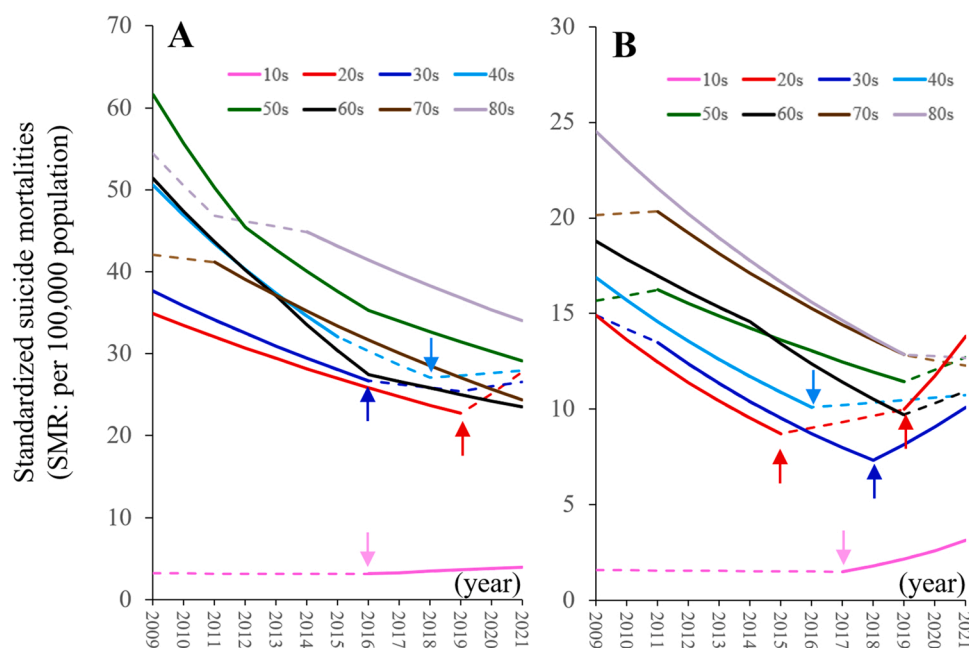 Standardized suicide mortalities
(SMR: per 100,000 population)
A
10s 20s 30s 40s
50s 60s 70s 80s
70
60
50
40
30
20
10
0
(year)
2009 2010 2011 2012 2013 2014 2015 2016 2017 2018 2019 2020 2021
B
10s 20s 30s 40s
50s 60s 70s 80s
30
25
20
15
10
5
0
(year)
2009 2010 2011 2012 2013 2014 2015 2016 2017 2018 2019 2020 2021